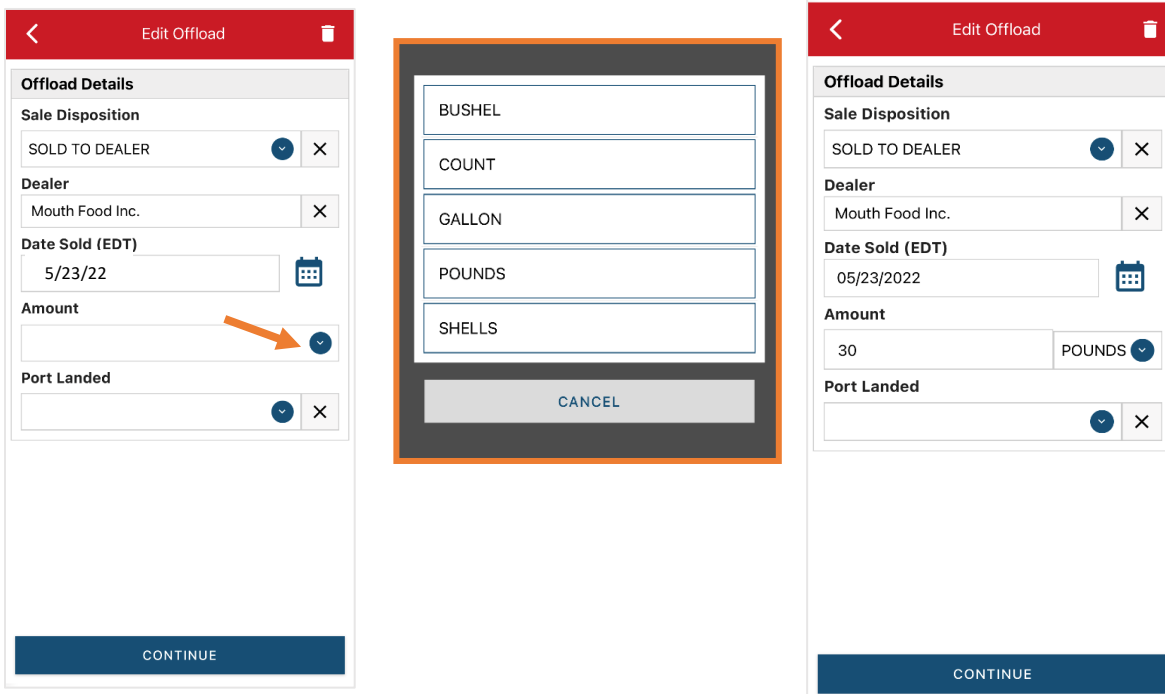 Edit Offload
Offload Details
Sale Disposition
SOLD TO DEALER
Dealer
Mouth Food Inc.
Date Sold (EDT)
5/23/22
Amount
Port Landed
CONTINUE
BUSHEL
COUNT
GALLON
POUNDS
SHELLS
CANCEL
Edit Offload
Offload Details
Sale Disposition
SOLD TO DEALER
Dealer
Mouth Food Inc.
Date Sold (EDT)
05/23/2022
Amount
30 POUNDS
Port Landed
CONTINUE